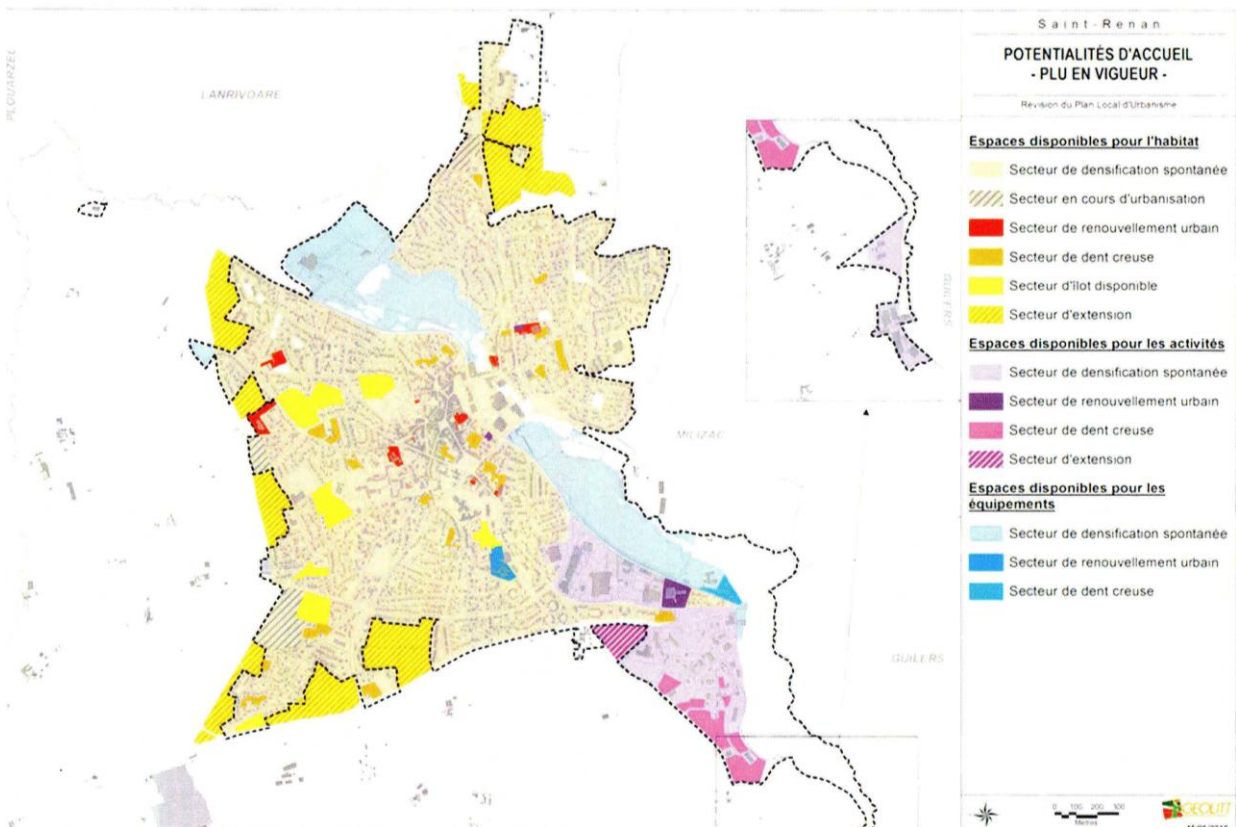 Saint-Renan
POTENTIALITÉS D'ACCUEIL
- PLU EN VIGUEUR -
Révision du Plan Local d'Urbanisme
Espaces disponibles pour l'habitat
Secteur de densification spontanée
Secteur en cours d'urbanisation
Secteur de renouvellement urbain
Secteur de dent creuse
Secteur d'îlot disponible
Secteur d'extension
Espaces disponibles pour les activités
Secteur de densification spontanée
Secteur de renouvellement urbain
Secteur de dent creuse
Secteur d'extension
Espaces disponibles pour les
équipements
Secteur de densification spontanée
Secteur de renouvellement urbain
Secteur de dent creuse
PLOUARZEL
LANRIVOARE
MILIZAC
GUILERS
GUILERS
0 100 200 300
Mètres
GEOLITT